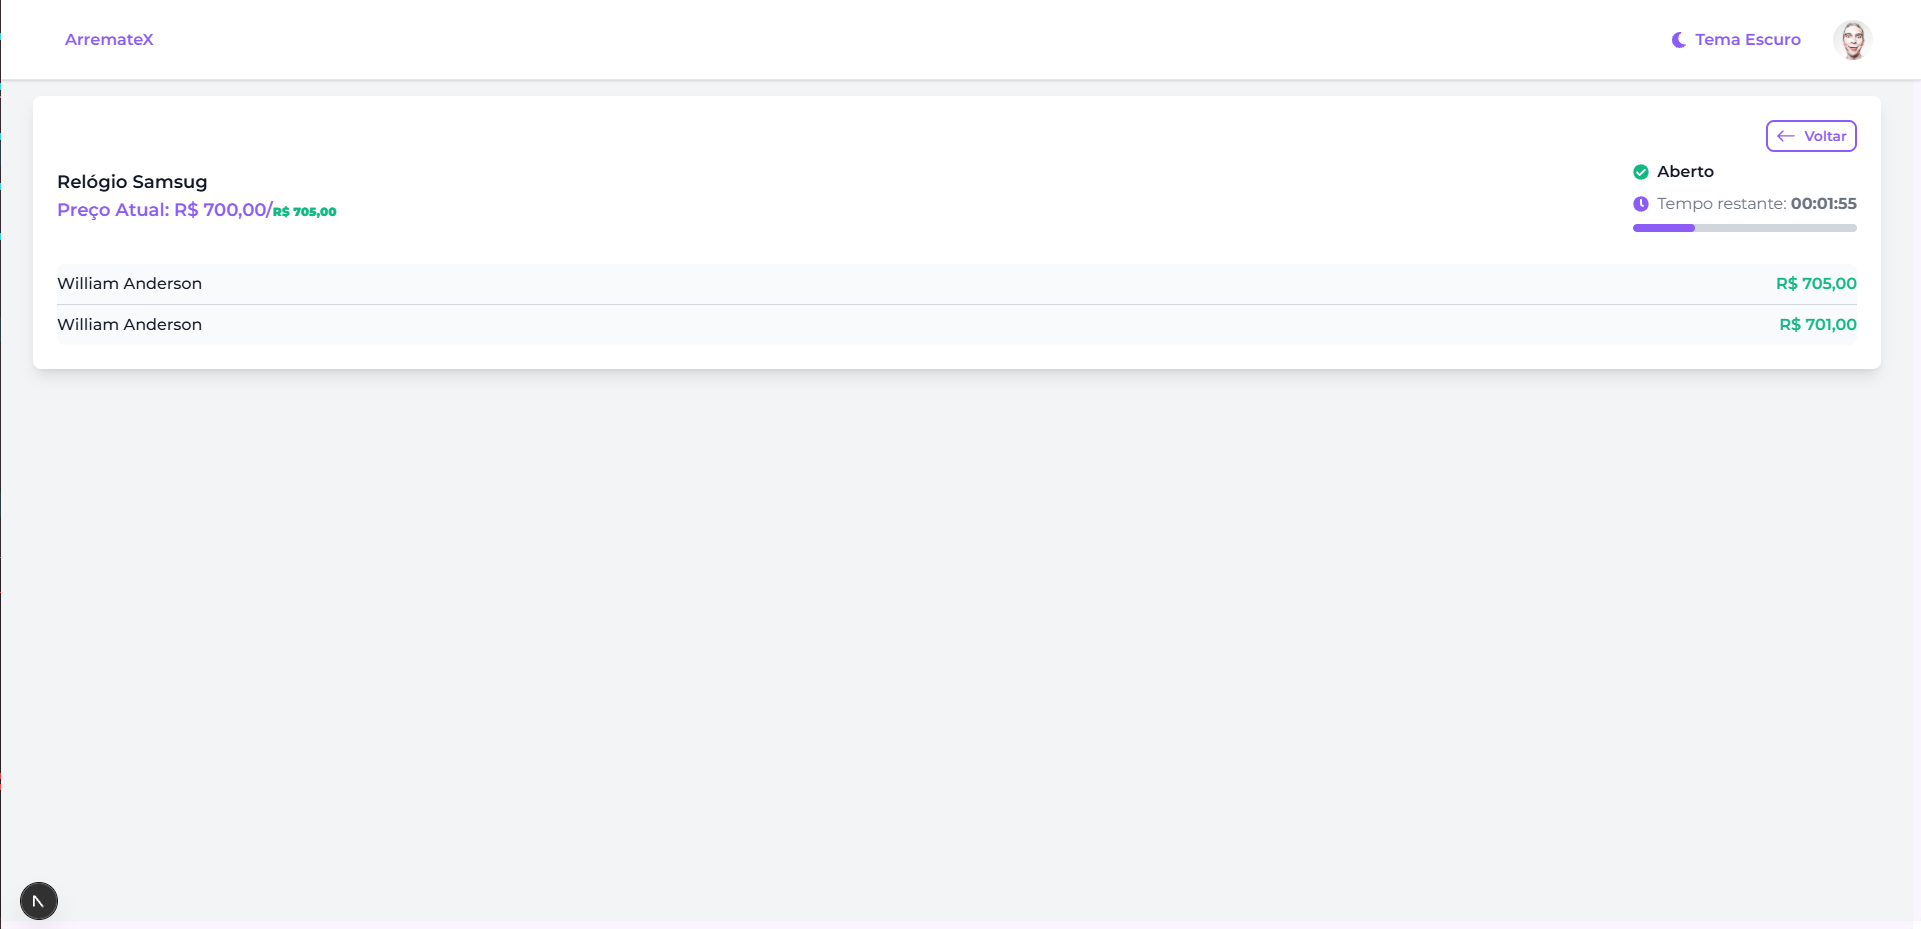 ArremateX
Tema Escuro
Voltar
Relógio Samsug
Preço Atual: R$ 700,00/R$ 705,00
Aberto
Tempo restante: 00:01:55
William Anderson R$ 705,00
William Anderson R$ 701,00